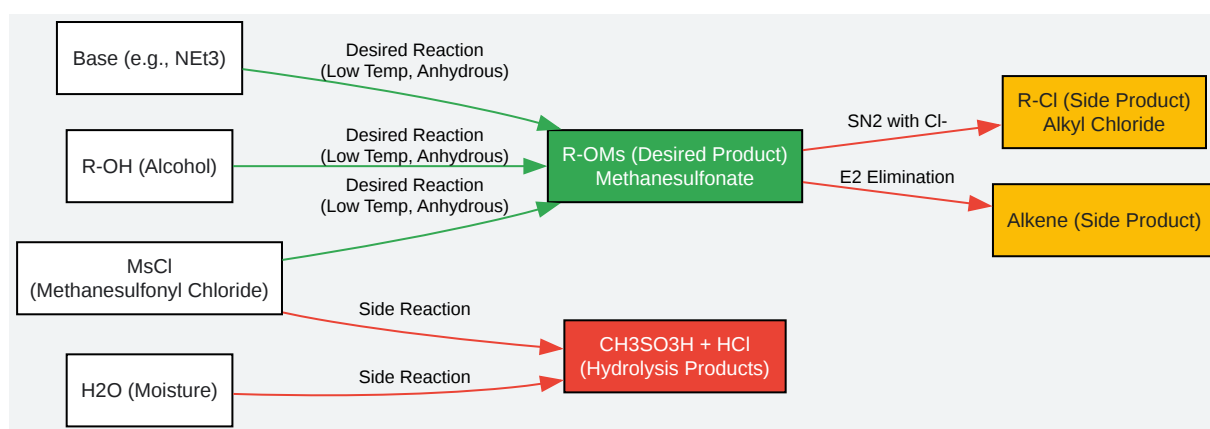 Base (e.g., NEt3)
Desired Reaction
(Low Temp, Anhydrous)
R-OH (Alcohol)
Desired Reaction
(Low Temp, Anhydrous)
Desired Reaction
(Low Temp, Anhydrous)
R-OMs (Desired Product)
Methanesulfonate
SN2 with Cl-
R-Cl (Side Product)
Alkyl Chloride
E2 Elimination
Alkene (Side Product)
MsCl
(Methanesulfonyl Chloride)
Side Reaction
CH3SO3H + HCl
(Hydrolysis Products)
H2O (Moisture)
Side Reaction